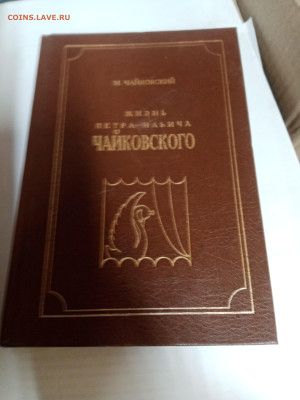 COINS.LAVE.RU
М. ЧАЙКОВСКИЙ
ЖИЗНЬ
ПЕТРА ИЛЬИЧА
ЧАЙКОВСКОГО